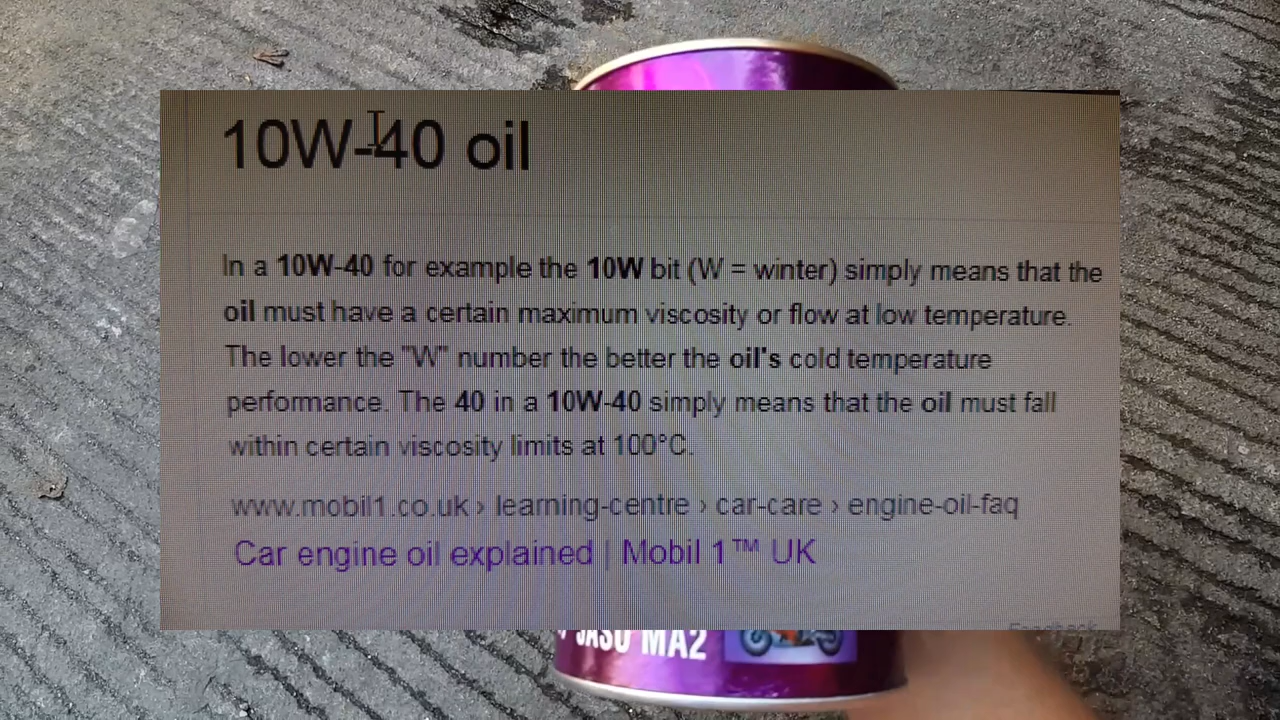 10W-40 oil
In a 10W-40 for example the 10W bit (W = winter) simply means that the
oil must have a certain maximum viscosity or flow at low temperature.
The lower the "W" number the better the oil's cold temperature
performance. The 40 in a 10W-40 simply means that the oil must fall
within certain viscosity limits at 100°C.
www.mobil1.co.uk › learning-centre › car-care › engine-oil-faq
Car engine oil explained | Mobil 1™ UK
Feedback
JASO MA2